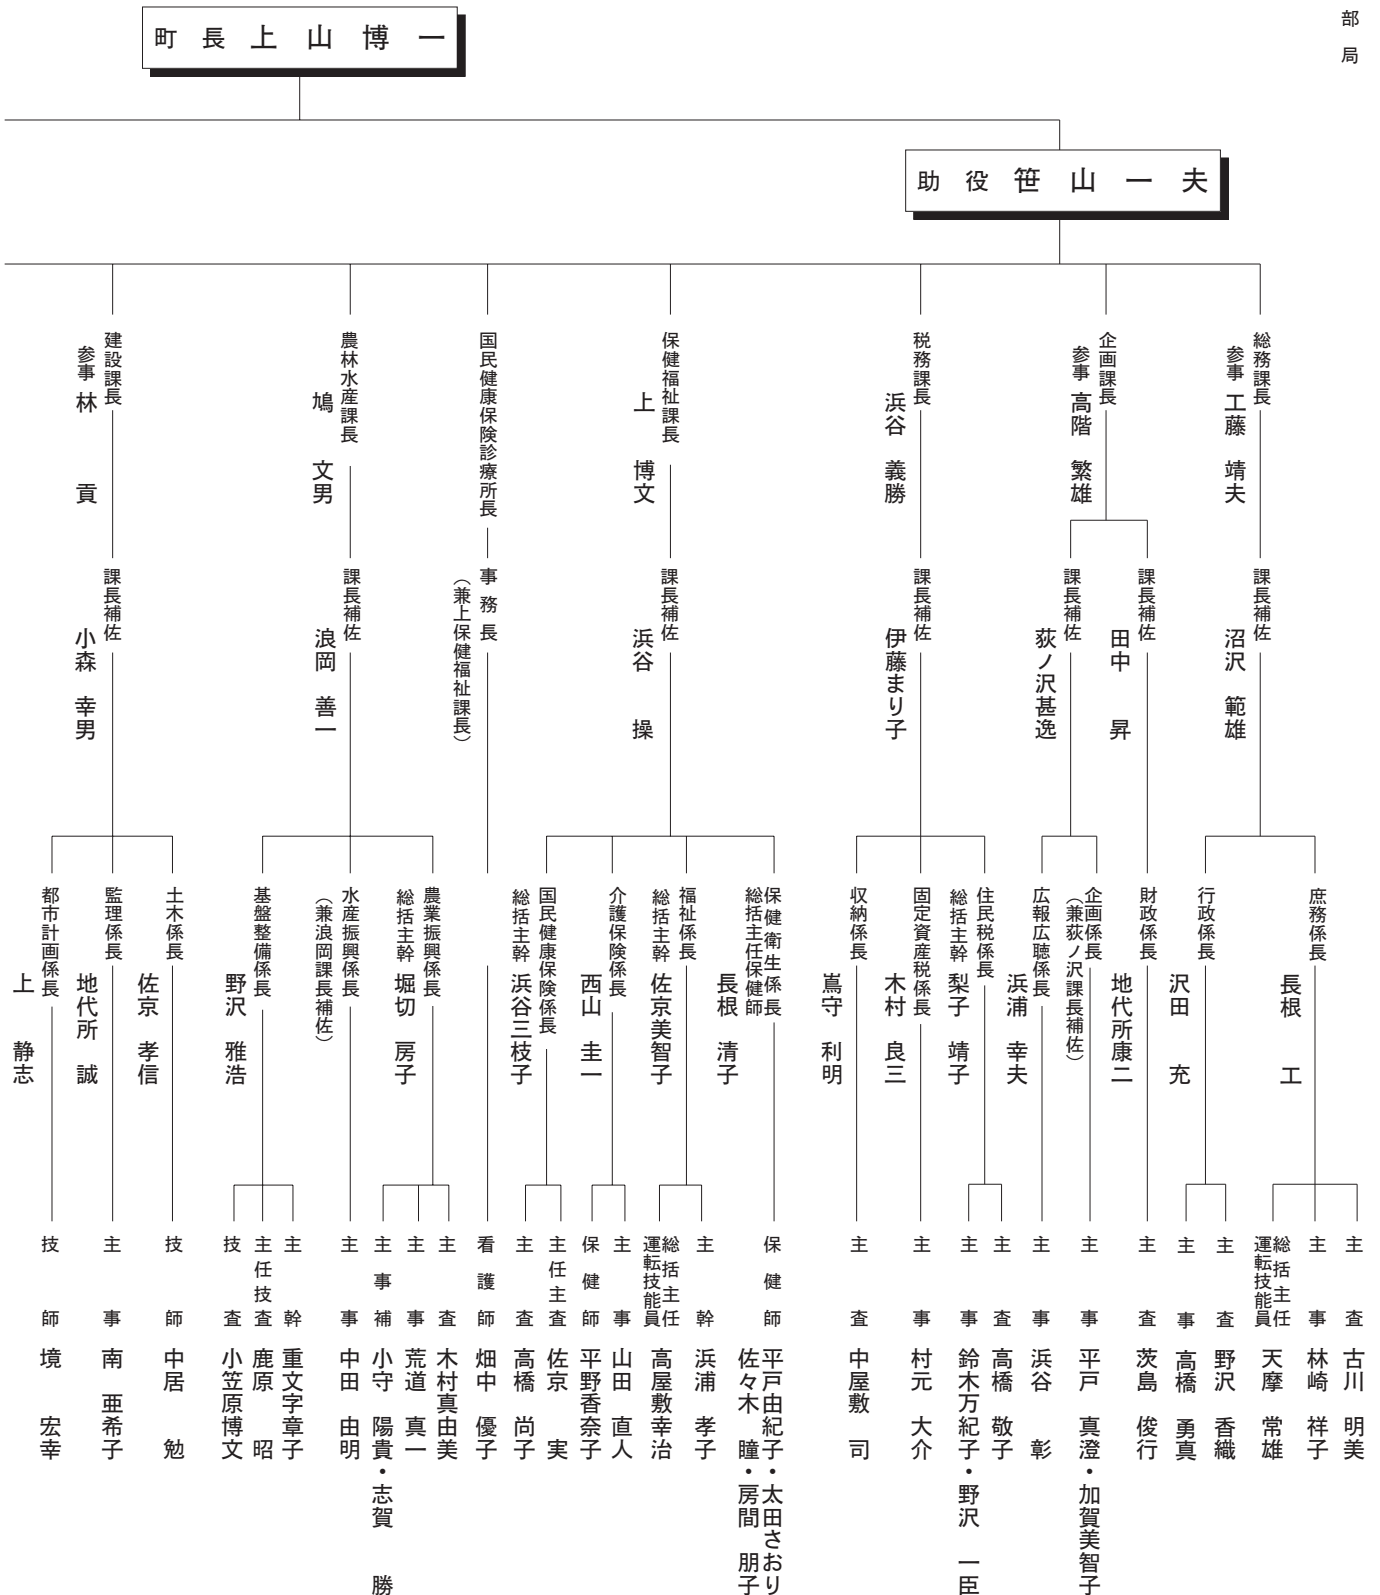 部局
町長 上山博一
助役 笹山一夫
総務課長
参事 工藤 靖夫
課長補佐
沼沢 範雄
庶務係長
長根 工
主査 古川 明美
主事 林崎 祥子
総括主任
運転技能員 天摩 常雄
行政係長
沢田 充
主査 野沢 香織
主事 高橋 勇真
企画課長
参事 高階 繁雄
課長補佐
田中 昇
財政係長
地代所康二
主査 茨島 俊行
課長補佐
荻ノ沢甚逸
企画係長
（兼荻ノ沢課長補佐）
主事 平戸 真澄・加賀美智子
広報広聴係長
浜浦 幸夫
主事 浜谷 彰
税務課長
浜谷 義勝
課長補佐
伊藤まり子
住民税係長
総括主幹 梨子 靖子
主査 高橋 敬子
主事 鈴木万紀子・野沢 一臣
固定資産税係長
木村 良三
主事 村元 大介
収納係長
嶌守 利明
主査 中屋敷 司
保健福祉課長
上 博文
課長補佐
浜谷 操
保健衛生係長
総括主任保健師
長根 清子
保健師 平戸由紀子・太田さおり
佐々木 瞳・房間 朋子
福祉係長
総括主幹 佐京美智子
主幹 浜浦 孝子
総括主任
運転技能員 高屋敷幸治
介護保険係長
西山 圭一
主事 山田 直人
保健師 平野香奈子
国民健康保険係長
総括主幹 浜谷三枝子
主任主査 佐京 実
主査 高橋 尚子
国民健康保険診療所長
事務長
（兼上保健福祉課長）
看護師 畑中 優子
農林水産課長
鳩 文男
課長補佐
浪岡 善一
農業振興係長
総括主幹 堀切 房子
主査 木村真由美
主事 荒道 真一
主事補 小守 陽貴・志賀 勝
水産振興係長
（兼浪岡課長補佐）
主事 中田 由明
基盤整備係長
野沢 雅浩
主幹 重文字章子
主任技査 鹿原 昭
技査 小笠原博文
建設課長
参事 林 貢
課長補佐
小森 幸男
土木係長
佐京 孝信
技師 中居 勉
監理係長
地代所 誠
主事 南 亜希子
都市計画係長
上 静志
技師 境 宏幸